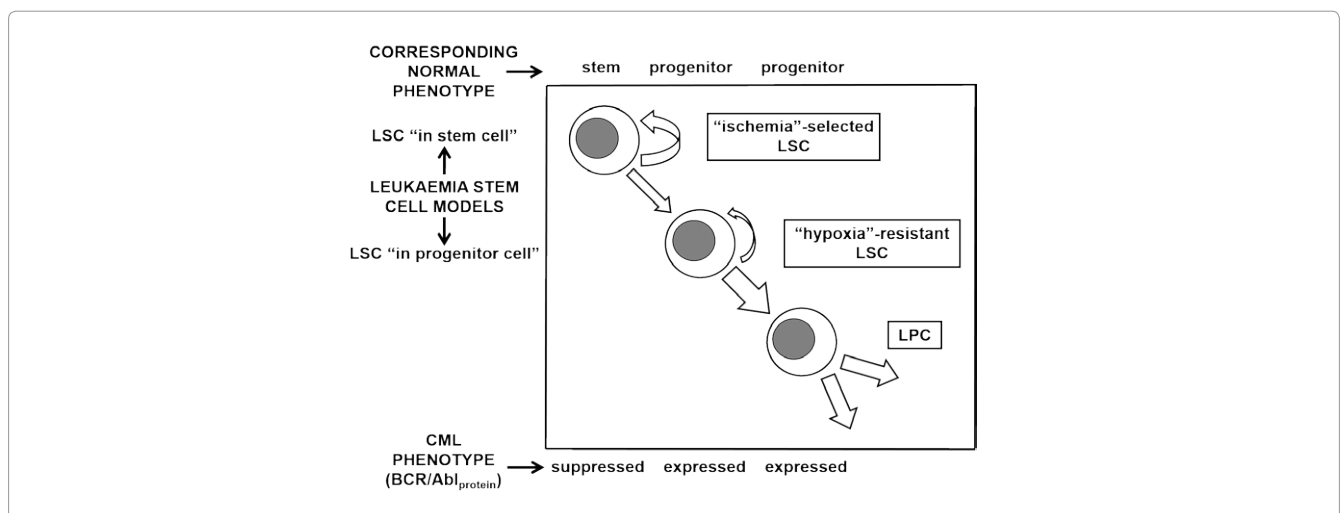 CORRESPONDING
NORMAL
PHENOTYPE
stem progenitor progenitor
LSC “in stem cell”
LEUKAEMIA STEM
CELL MODELS
LSC “in progenitor cell”
“ischemia”-selected
LSC
“hypoxia”-resistant
LSC
LPC
CML
PHENOTYPE
(BCR/Ablprotein)
suppressed expressed expressed